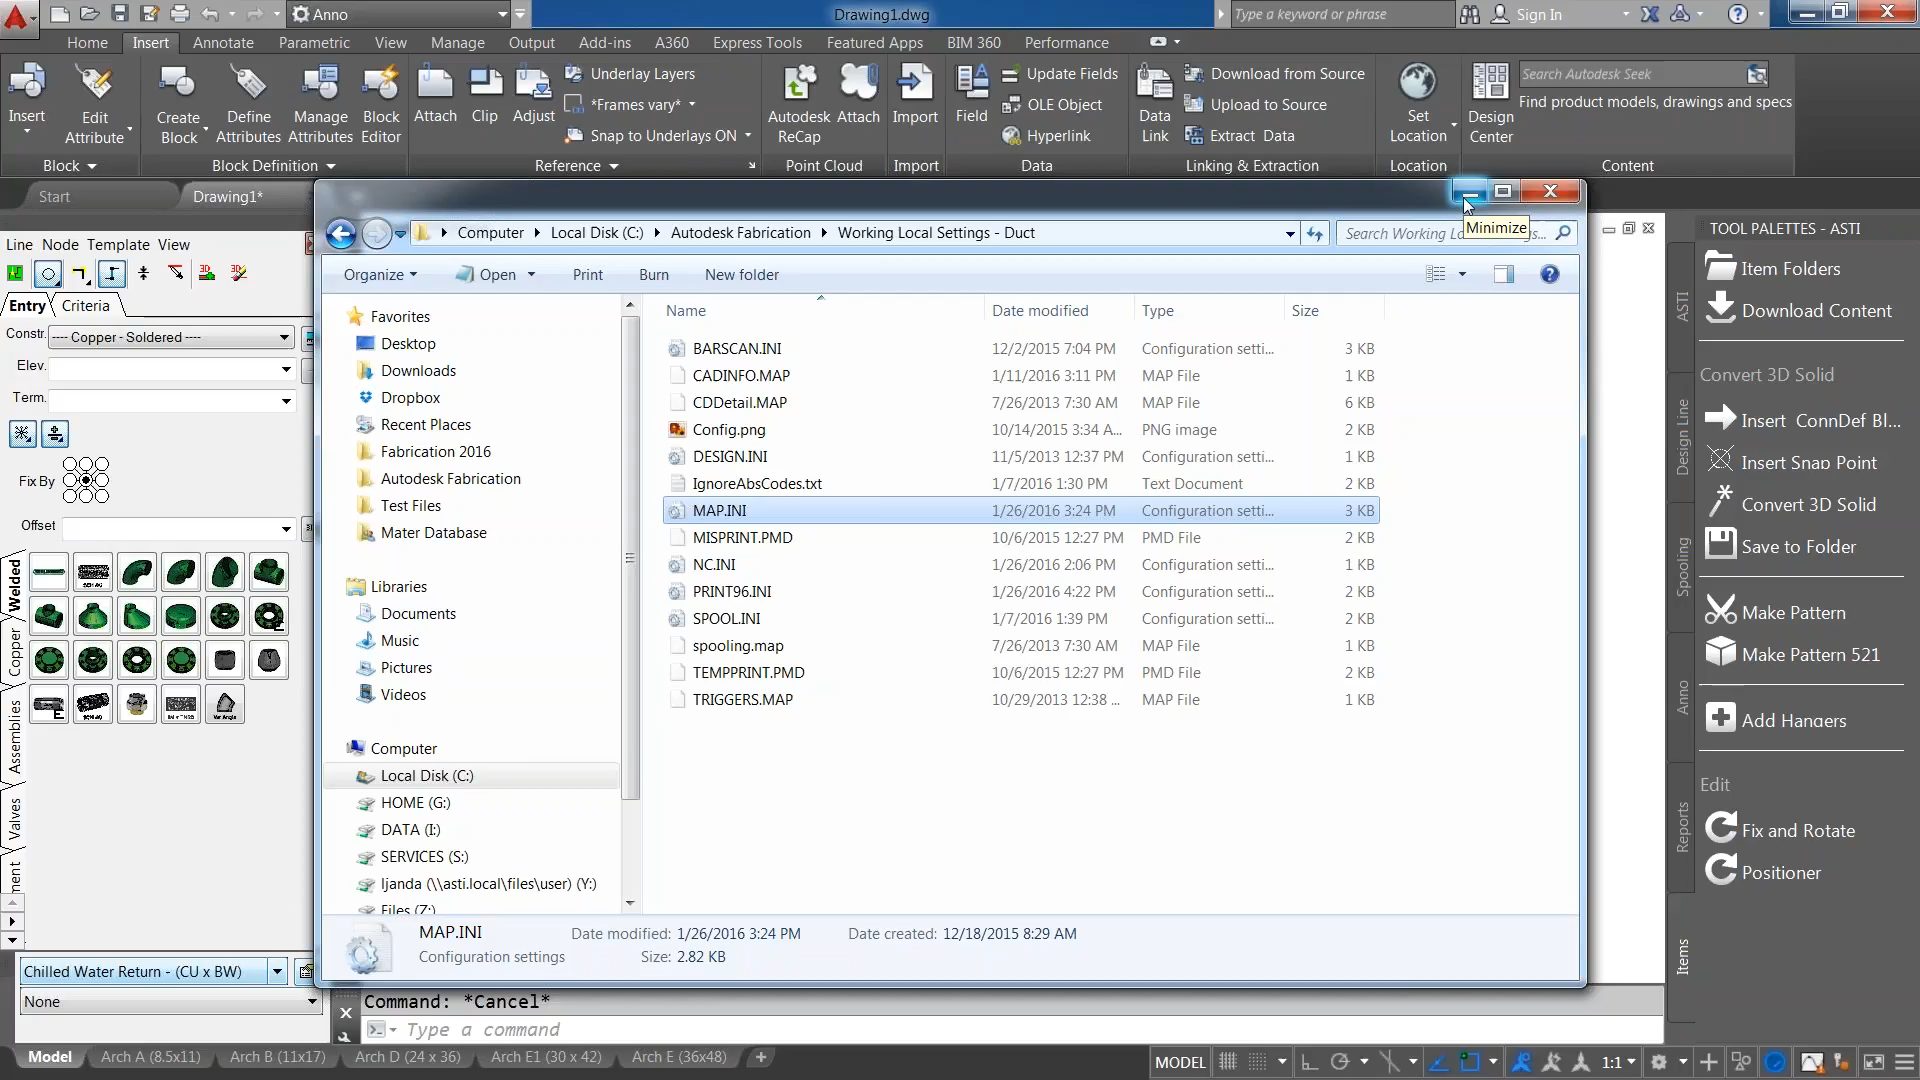 Anno
Drawing1.dwg
Type a keyword or phrase
Sign In
Home
Insert
Annotate
Parametric
View
Manage
Output
Add-ins
A360
Express Tools
Featured Apps
BIM 360
Performance
Insert
Edit
Attribute
Create
Block
Define
Attributes
Manage
Attributes
Block
Editor
Attach
Clip
Adjust
Underlay Layers
*Frames vary*
Snap to Underlays ON
Autodesk
ReCap
Attach
Import
Field
Update Fields
OLE Object
Hyperlink
Data
Link
Download from Source
Upload to Source
Extract Data
Set
Location
Design
Center
Search Autodesk Seek
Find product models, drawings and specs
Block
Block Definition
Reference
Point Cloud
Import
Data
Linking & Extraction
Location
Content
Start
Drawing1*
Line Node Template View
Entry
Criteria
Constr.
---- Copper - Soldered ----
Elev.
Term.
Fix By
Offset
Welded
Copper
Assemblies
Valves
Chilled Water Return - (CU x BW)
None
Computer
Local Disk (C:)
Autodesk Fabrication
Working Local Settings - Duct
Minimize
Organize
Open
Print
Burn
New folder
Favorites
Desktop
Downloads
Dropbox
Recent Places
Fabrication 2016
Autodesk Fabrication
Test Files
Mater Database
Libraries
Documents
Music
Pictures
Videos
Computer
Local Disk (C:)
HOME (G:)
DATA (I:)
SERVICES (S:)
ljanda (\\asti.local\files\user) (Y:)
Files (Z:)
Name Date modified Type Size
BARSCAN.INI 12/2/2015 7:04 PM Configuration setti... 3 KB
CADINFO.MAP 1/11/2016 3:11 PM MAP File 1 KB
CDDetail.MAP 7/26/2013 7:30 AM MAP File 6 KB
Config.png 10/14/2015 3:34 A... PNG image 2 KB
DESIGN.INI 11/5/2013 12:37 PM Configuration setti... 1 KB
IgnoreAbsCodes.txt 1/7/2016 1:30 PM Text Document 2 KB
MAP.INI 1/26/2016 3:24 PM Configuration setti... 3 KB
MISPRINT.PMD 10/6/2015 12:27 PM PMD File 2 KB
NC.INI 1/26/2016 2:06 PM Configuration setti... 1 KB
PRINT96.INI 1/26/2016 4:22 PM Configuration setti... 2 KB
SPOOL.INI 1/7/2016 1:39 PM Configuration setti... 2 KB
spooling.map 7/26/2013 7:30 AM MAP File 1 KB
TEMPPRINT.PMD 10/6/2015 12:27 PM PMD File 2 KB
TRIGGERS.MAP 10/29/2013 12:38 ... MAP File 1 KB
MAP.INI Date modified: 1/26/2016 3:24 PM Date created: 12/18/2015 8:29 AM
Configuration settings Size: 2.82 KB
Command: *Cancel*
Type a command
TOOL PALETTES - ASTI
ASTI
Design Line
Spooling
Anno
Reports
Items
Item Folders
Download Content
Convert 3D Solid
Insert ConnDef Bl...
Insert Snap Point
Convert 3D Solid
Save to Folder
Make Pattern
Make Pattern 521
Add Hangers
Edit
Fix and Rotate
Positioner
Model
Arch A (8.5x11)
Arch B (11x17)
Arch D (24 x 36)
Arch E1 (30 x 42)
Arch E (36x48)
MODEL
1:1